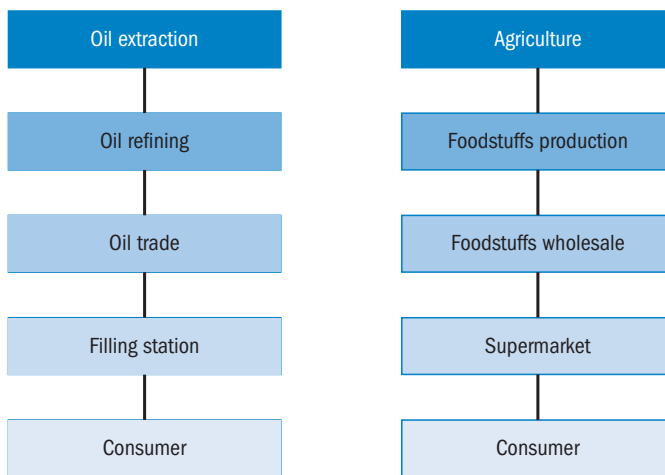 Oil extraction
Oil refining
Oil trade
Filling station
Consumer
Agriculture
Foodstuffs production
Foodstuffs wholesale
Supermarket
Consumer